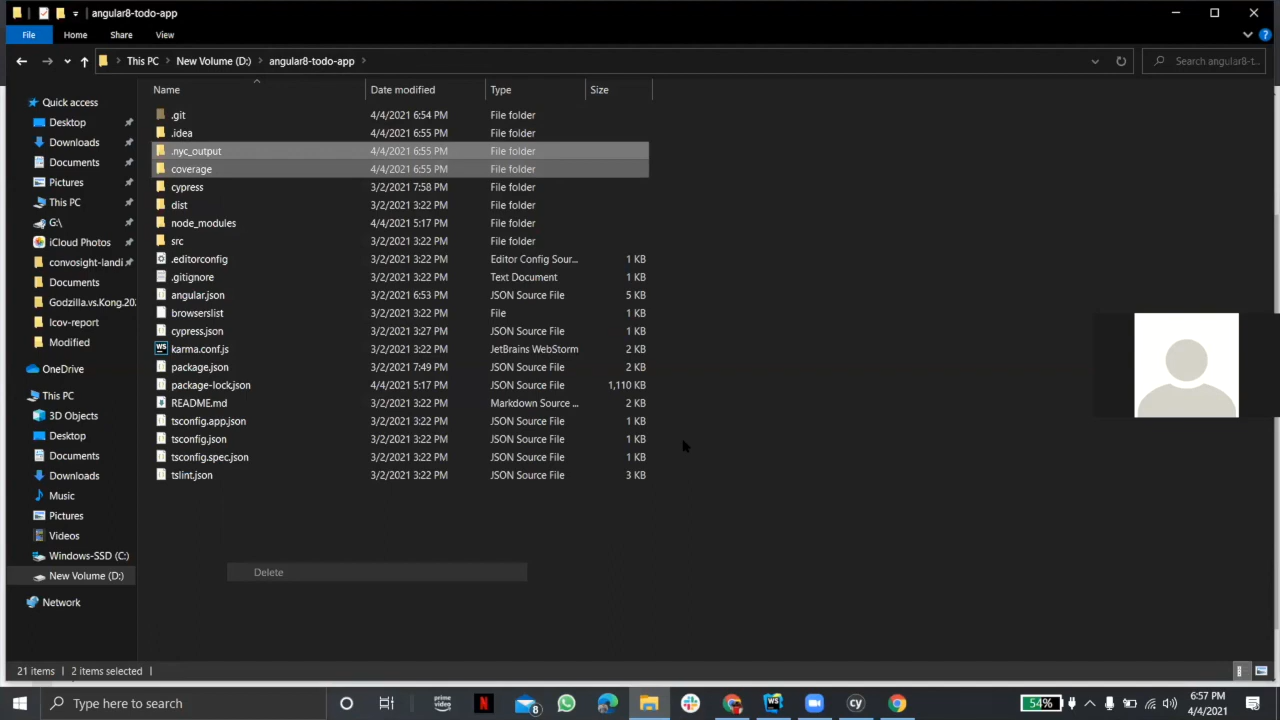 angular8-todo-app
File Home Share View
This PC New Volume (D:) angular8-todo-app
Search angular8-t...
Name Date modified Type Size
Quick access
Desktop
Downloads
Documents
Pictures
This PC
G:\
iCloud Photos
convosight-landi
Documents
Godzilla.vs.Kong.20
lcov-report
Modified
OneDrive
This PC
3D Objects
Desktop
Documents
Downloads
Music
Pictures
Videos
Windows-SSD (C:)
New Volume (D:)
Network
.git 4/4/2021 6:54 PM File folder
.idea 4/4/2021 6:55 PM File folder
.nyc_output 4/4/2021 6:55 PM File folder
coverage 4/4/2021 6:55 PM File folder
cypress 3/2/2021 7:58 PM File folder
dist 3/2/2021 3:22 PM File folder
node_modules 4/4/2021 5:17 PM File folder
src 3/2/2021 3:22 PM File folder
.editorconfig 3/2/2021 3:22 PM Editor Config Sour... 1 KB
.gitignore 3/2/2021 3:22 PM Text Document 1 KB
angular.json 3/2/2021 6:53 PM JSON Source File 5 KB
browserslist 3/2/2021 3:22 PM File 1 KB
cypress.json 3/2/2021 3:27 PM JSON Source File 1 KB
WS karma.conf.js 3/2/2021 3:22 PM JetBrains WebStorm 2 KB
package.json 3/2/2021 7:49 PM JSON Source File 2 KB
package-lock.json 4/4/2021 5:17 PM JSON Source File 1,110 KB
README.md 3/2/2021 3:22 PM Markdown Source ... 2 KB
tsconfig.app.json 3/2/2021 3:22 PM JSON Source File 1 KB
tsconfig.json 3/2/2021 3:22 PM JSON Source File 1 KB
tsconfig.spec.json 3/2/2021 3:22 PM JSON Source File 1 KB
tslint.json 3/2/2021 3:22 PM JSON Source File 3 KB
Delete
21 items 2 items selected
Type here to search
prime video
N
8
WS
cy
54%
6:57 PM
4/4/2021